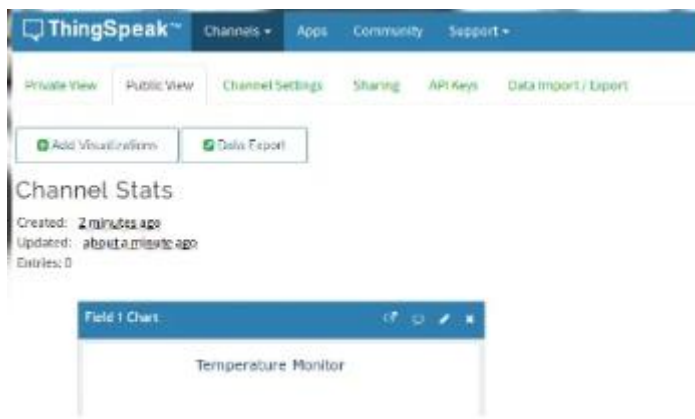 ThingSpeak™ Channels Apps Community Support
Private View Public View Channel Settings Sharing API Keys Data Import / Export
Add Visualizations Data Export
Channel Stats
Created: 2 minutes ago
Updated: about a minute ago
Entries: 0
Field 1 Chart
Temperature Monitor